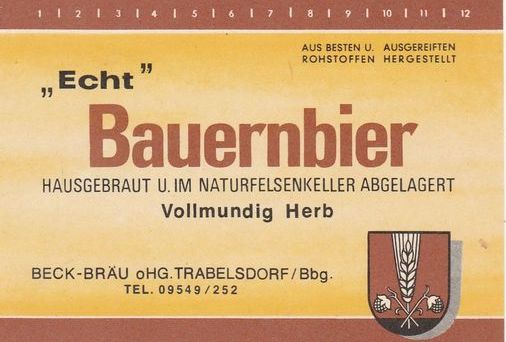 1 | 2 | 3 | 4 | 5 | 6 | 7 | 8 | 9 | 10 | 11 | 12
AUS BESTEN U. AUSGEREIFTEN
ROHSTOFFEN HERGESTELLT
„Echt”
Bauernbier
HAUSGEBRAUT U. IM NATURFELSENKELLER ABGELAGERT
Vollmundig Herb
BECK-BRÄU oHG. TRABELSDORF/Bbg.
TEL. 09549/252